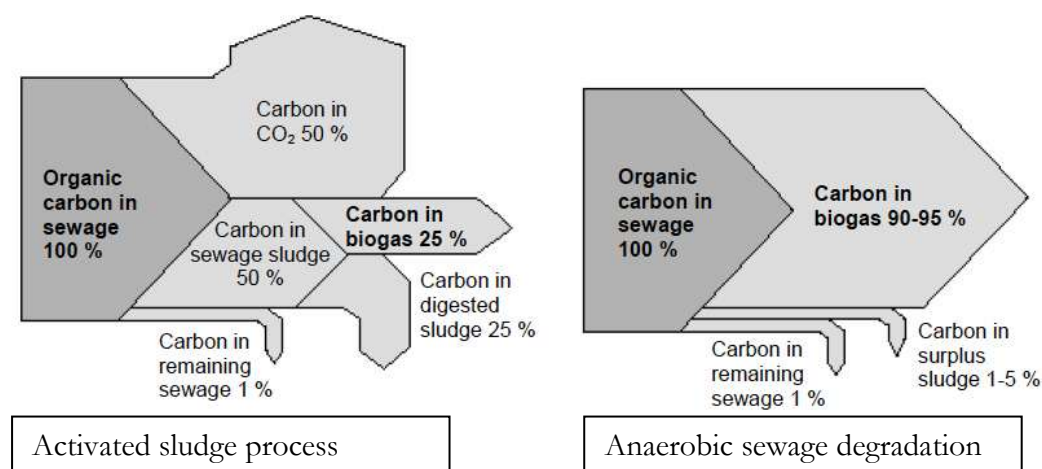 Organic
carbon in
sewage
100 %
Carbon in
CO₂ 50 %
Carbon in
sewage sludge
50 %
Carbon in
biogas 25 %
Carbon in
digested
sludge 25 %
Carbon in
remaining
sewage 1 %
Activated sludge process
Organic
carbon in
sewage
100 %
Carbon in
biogas 90-95 %
Carbon in
remaining
sewage 1 %
Carbon in
surplus
sludge 1-5 %
Anaerobic sewage degradation